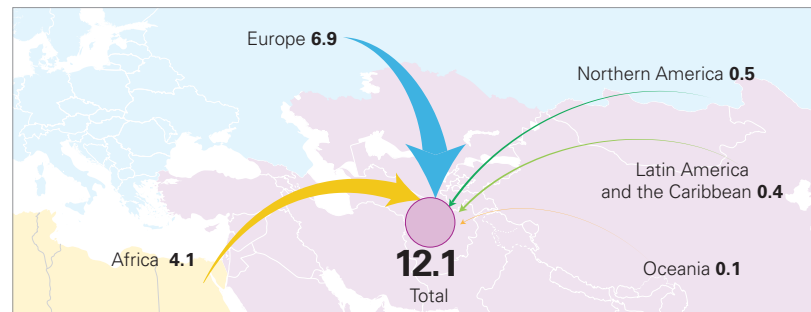 Europe 6.9
Northern America 0.5
Latin America
and the Caribbean 0.4
Africa 4.1
12.1
Total
Oceania 0.1